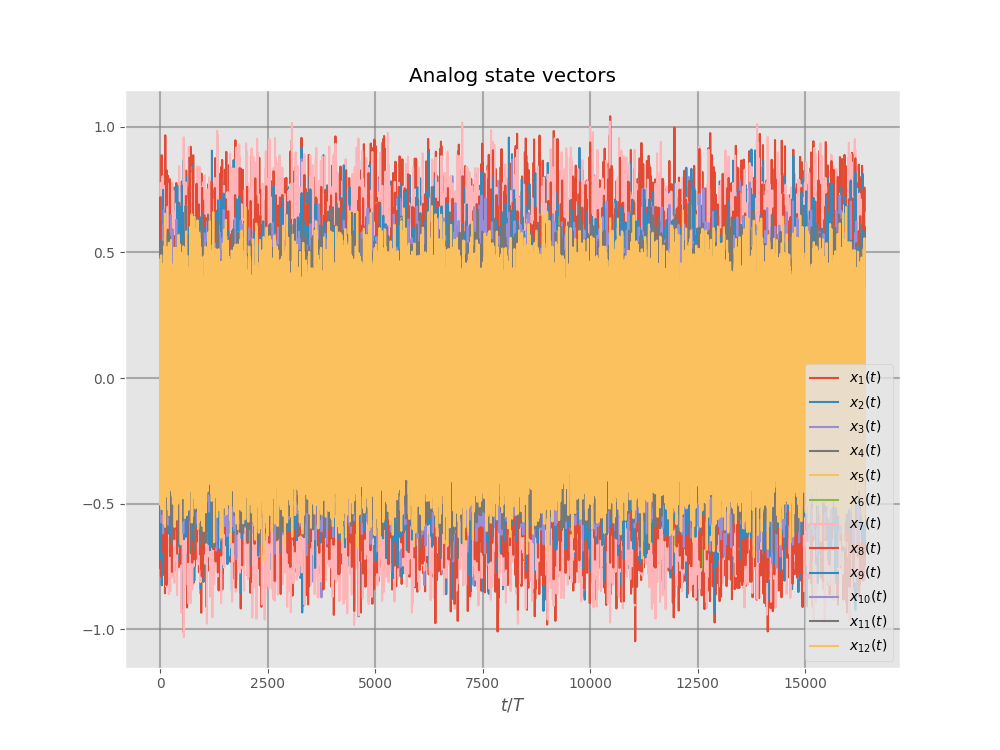 Analog state vectors
1.0
0.5
0.0
−0.5
−1.0
0 2500 5000 7500 10000 12500 15000
t/T
x₁(t)
x₂(t)
x₃(t)
x₄(t)
x₅(t)
x₆(t)
x₇(t)
x₈(t)
x₉(t)
x₁₀(t)
x₁₁(t)
x₁₂(t)